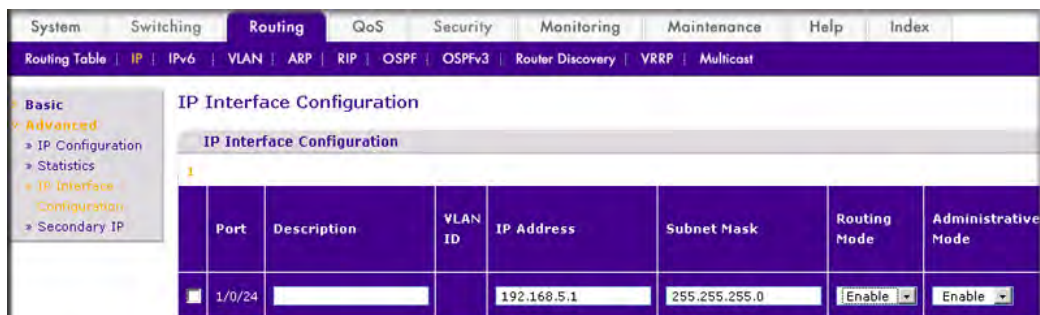 System Switching Routing QoS Security Monitoring Maintenance Help Index
Routing Table | IP | IPv6 | VLAN | ARP | RIP | OSPF | OSPFv3 | Router Discovery | VRRP | Multicast
Basic
Advanced
» IP Configuration
» Statistics
» IP Interface
Configuration
» Secondary IP
IP Interface Configuration
IP Interface Configuration
1
Port Description VLAN ID IP Address Subnet Mask Routing Mode Administrative Mode
1/0/24 192.168.5.1 255.255.255.0 Enable Enable